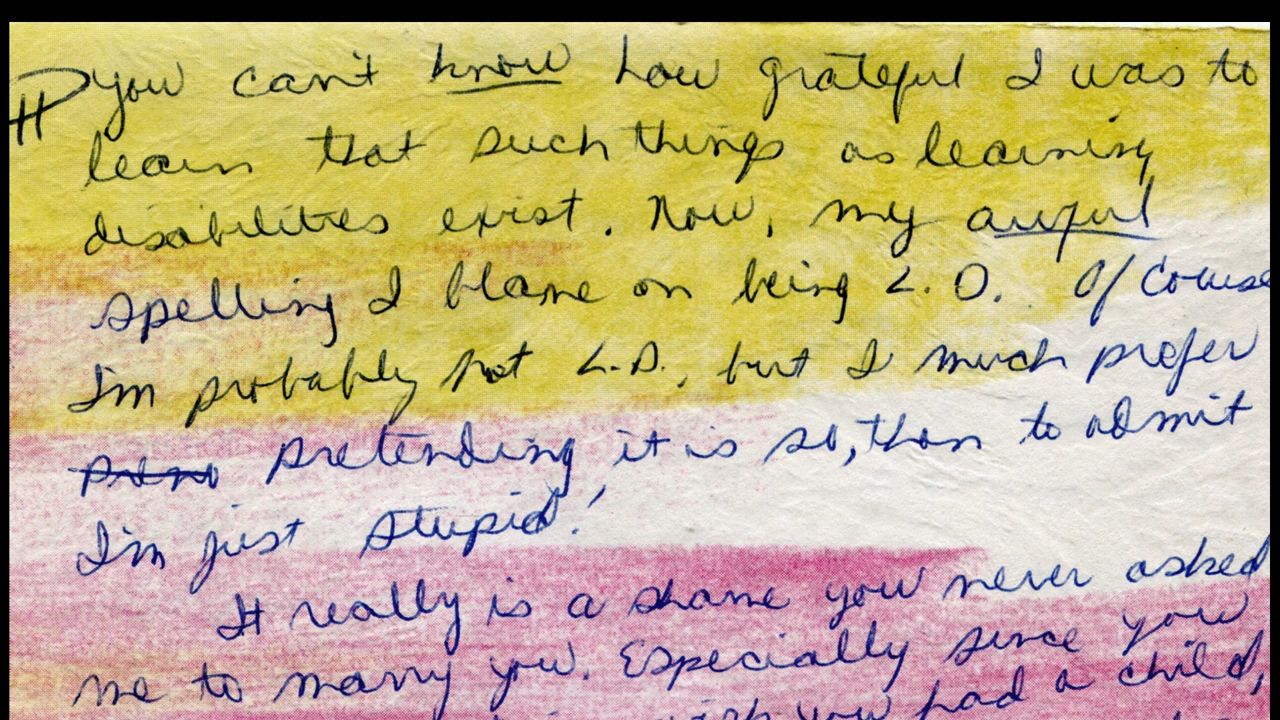 You can't know how grateful I was to
learn that such things as learning
disabilities exist. Now, my awful
spelling I blame on being L.D. Of course
I'm probably not L.D., but I much prefer
pretending it is so, than to admit
I'm just stupid!
It really is a shame you never asked
me to marry you. Especially since you
you had a child,